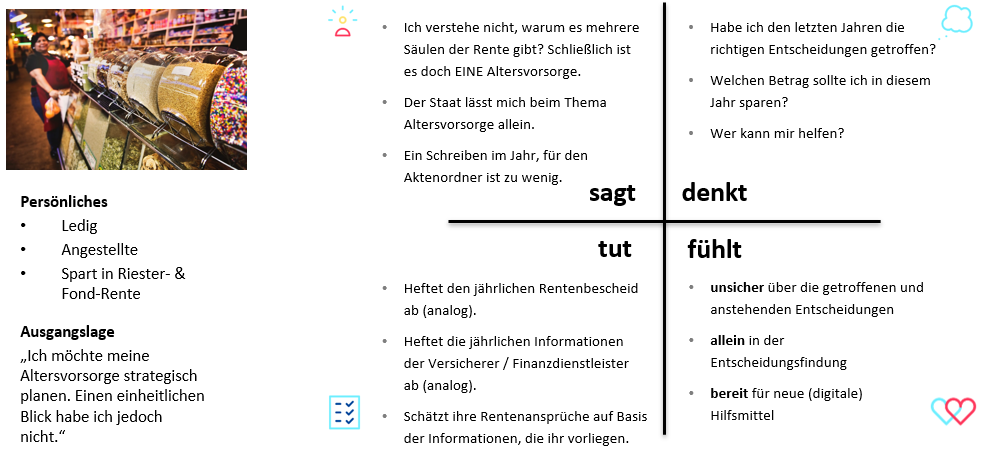 Persönliches
• Ledig
• Angestellte
• Spart in Riester- &
Fond-Rente
Ausgangslage
„Ich möchte meine
Altersvorsorge strategisch
planen. Einen einheitlichen
Blick habe ich jedoch
nicht.“
• Ich verstehe nicht, warum es mehrere
Säulen der Rente gibt? Schließlich ist
es doch EINE Altersvorsorge.
• Der Staat lässt mich beim Thema
Altersvorsorge allein.
• Ein Schreiben im Jahr, für den
Aktenordner ist zu wenig.
sagt
• Habe ich den letzten Jahren die
richtigen Entscheidungen getroffen?
• Welchen Betrag sollte ich in diesem
Jahr sparen?
• Wer kann mir helfen?
denkt
tut
• Heftet den jährlichen Rentenbescheid
ab (analog).
• Heftet die jährlichen Informationen
der Versicherer / Finanzdienstleister
ab (analog).
• Schätzt ihre Rentenansprüche auf Basis
der Informationen, die ihr vorliegen.
fühlt
• unsicher über die getroffenen und
anstehenden Entscheidungen
• allein in der
Entscheidungsfindung
• bereit für neue (digitale)
Hilfsmittel